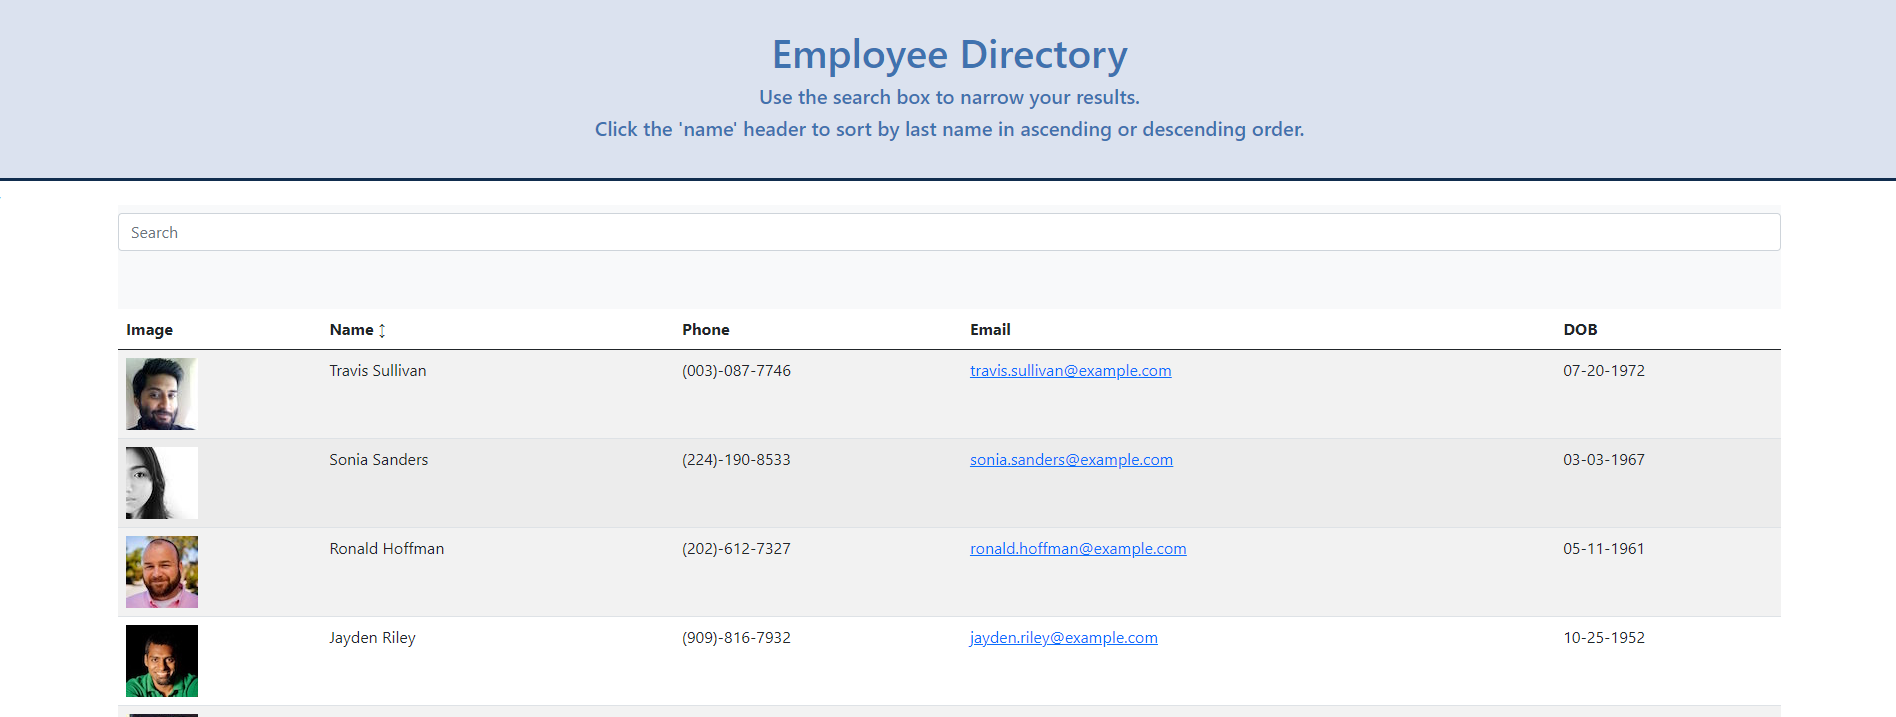 Employee Directory
Use the search box to narrow your results.
Click the 'name' header to sort by last name in ascending or descending order.
Search
Image Name ↕ Phone Email DOB
Travis Sullivan (003)-087-7746 travis.sullivan@example.com 07-20-1972
Sonia Sanders (224)-190-8533 sonia.sanders@example.com 03-03-1967
Ronald Hoffman (202)-612-7327 ronald.hoffman@example.com 05-11-1961
Jayden Riley (909)-816-7932 jayden.riley@example.com 10-25-1952